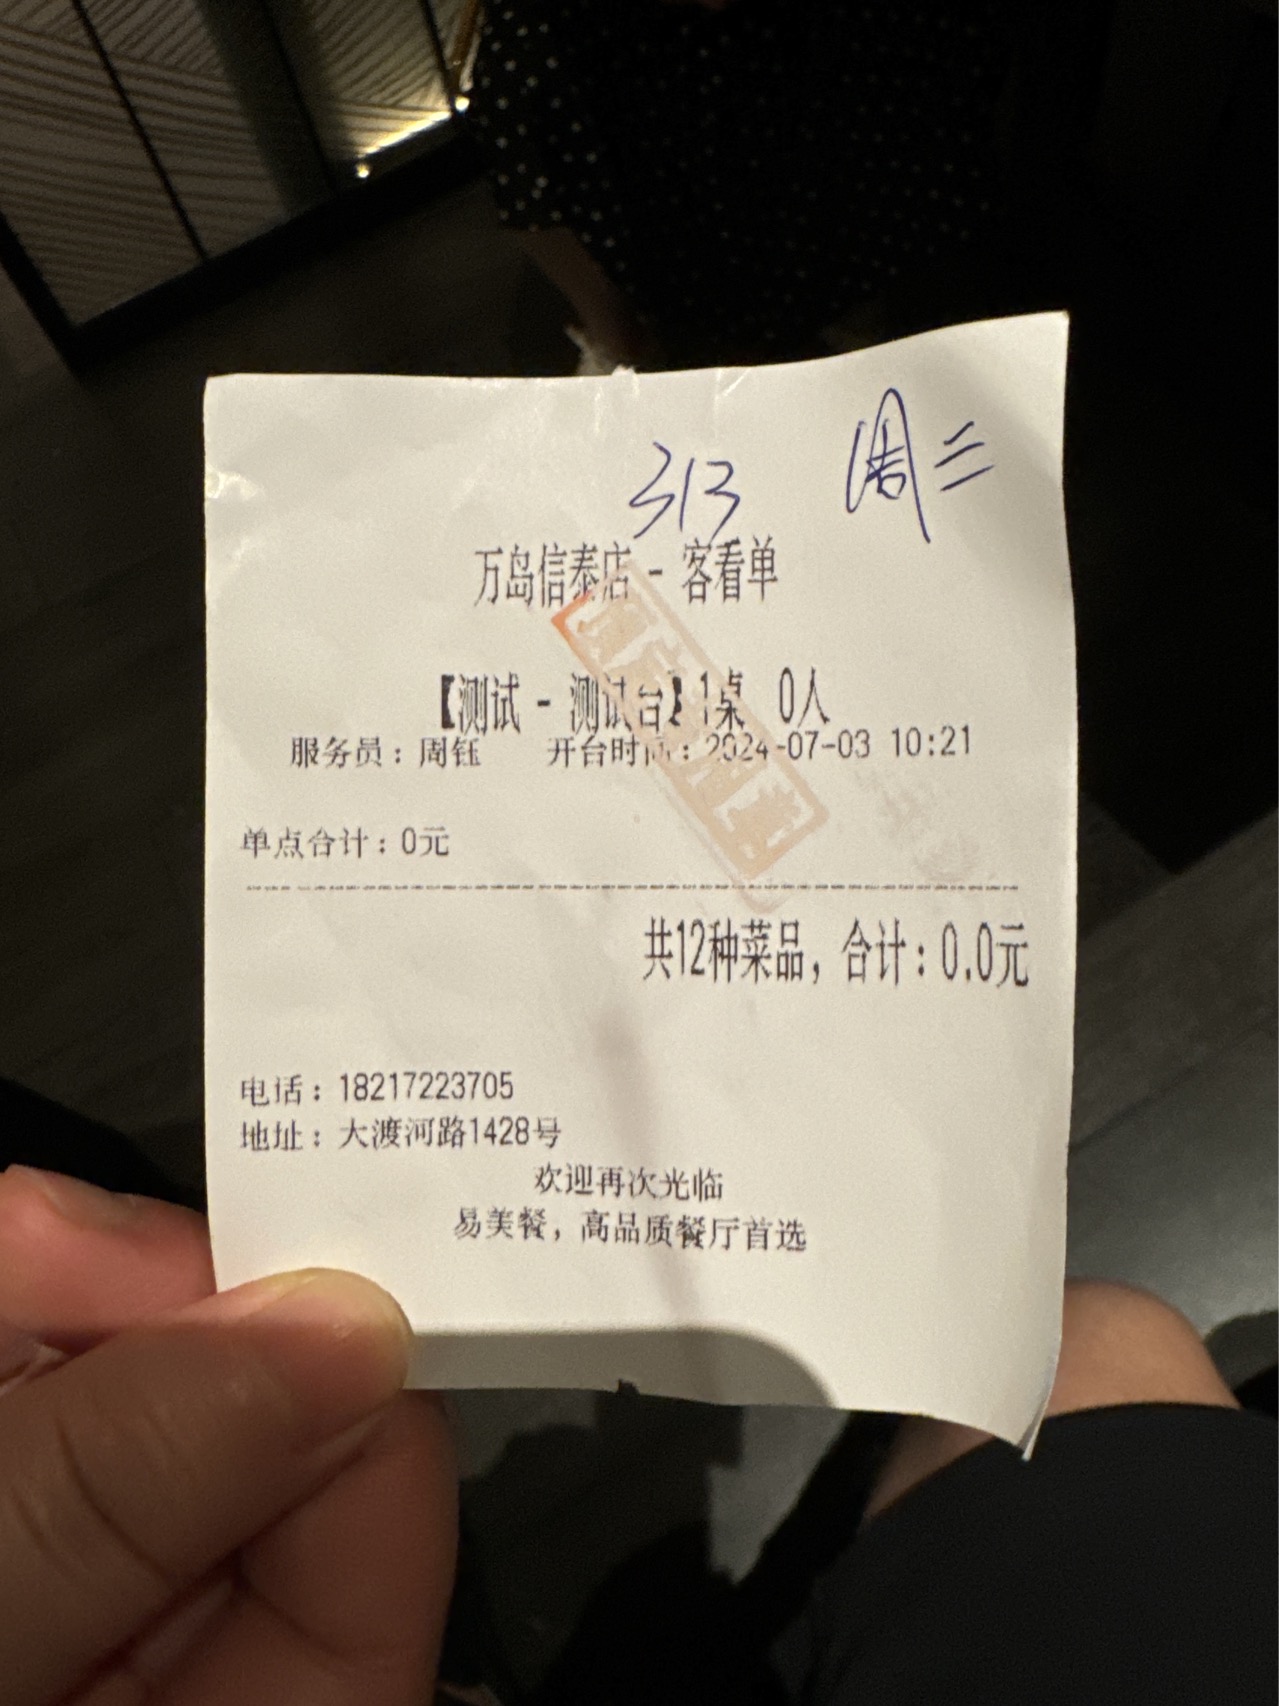 313 周二
万岛信泰店 - 客看单
【测试 - 测试台】1桌 0人
服务员：周钰 开台时间：2024-07-03 10:21
单点合计：0元
共12种菜品，合计：0.0元
电话：18217223705
地址：大渡河路1428号
欢迎再次光临
易美餐，高品质餐厅首选